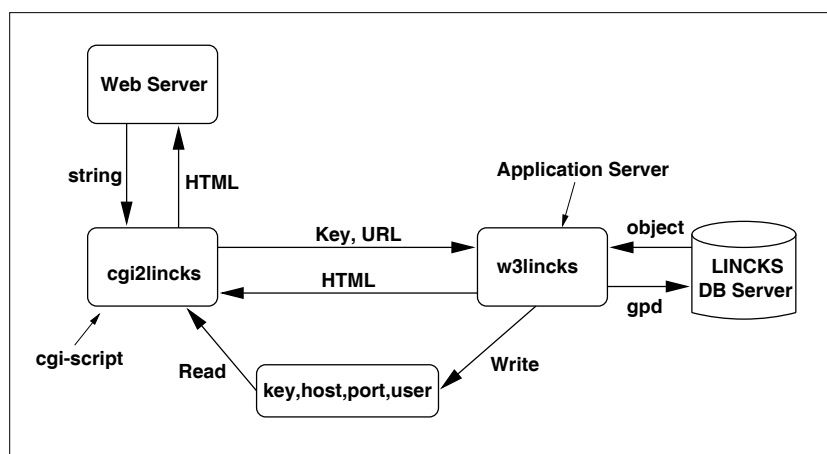 Web Server
string
HTML
Application Server
Key, URL
object
cgi2lincks
w3lincks
LINCKS
DB Server
HTML
gpd
cgi-script
Read
Write
key,host,port,user